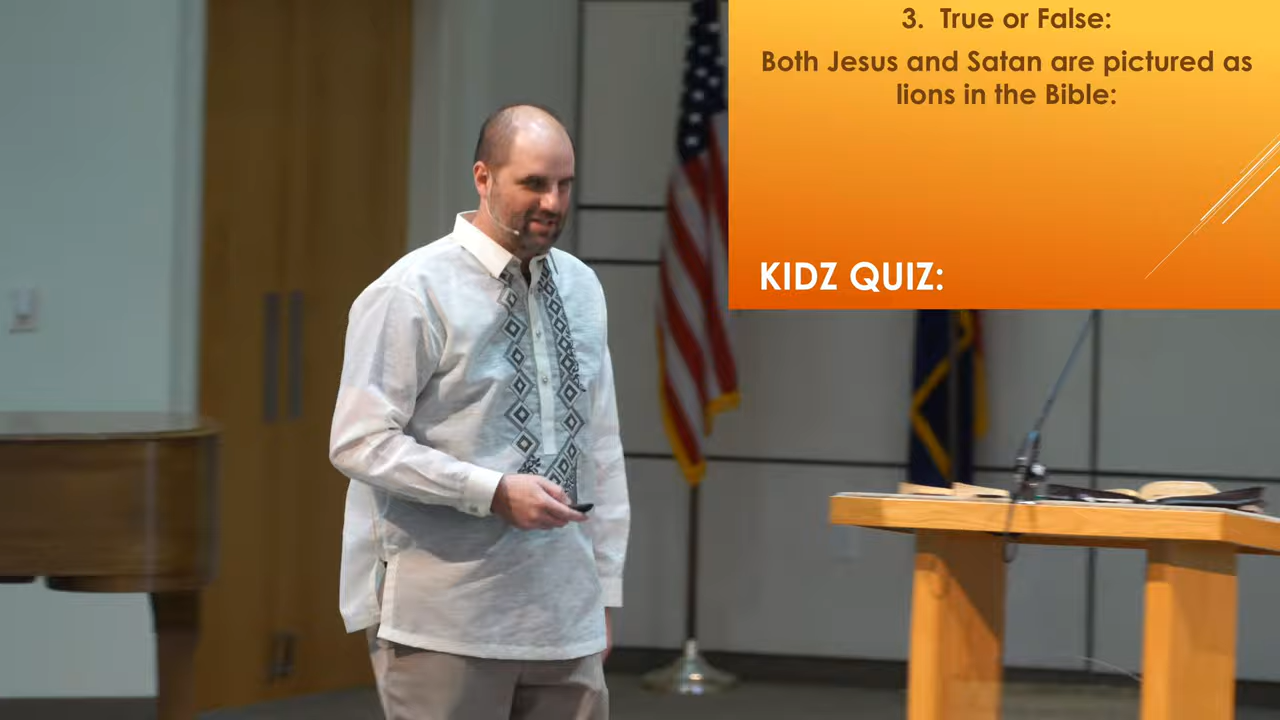 3. True or False:
Both Jesus and Satan are pictured as
lions in the Bible:
KIDZ QUIZ: